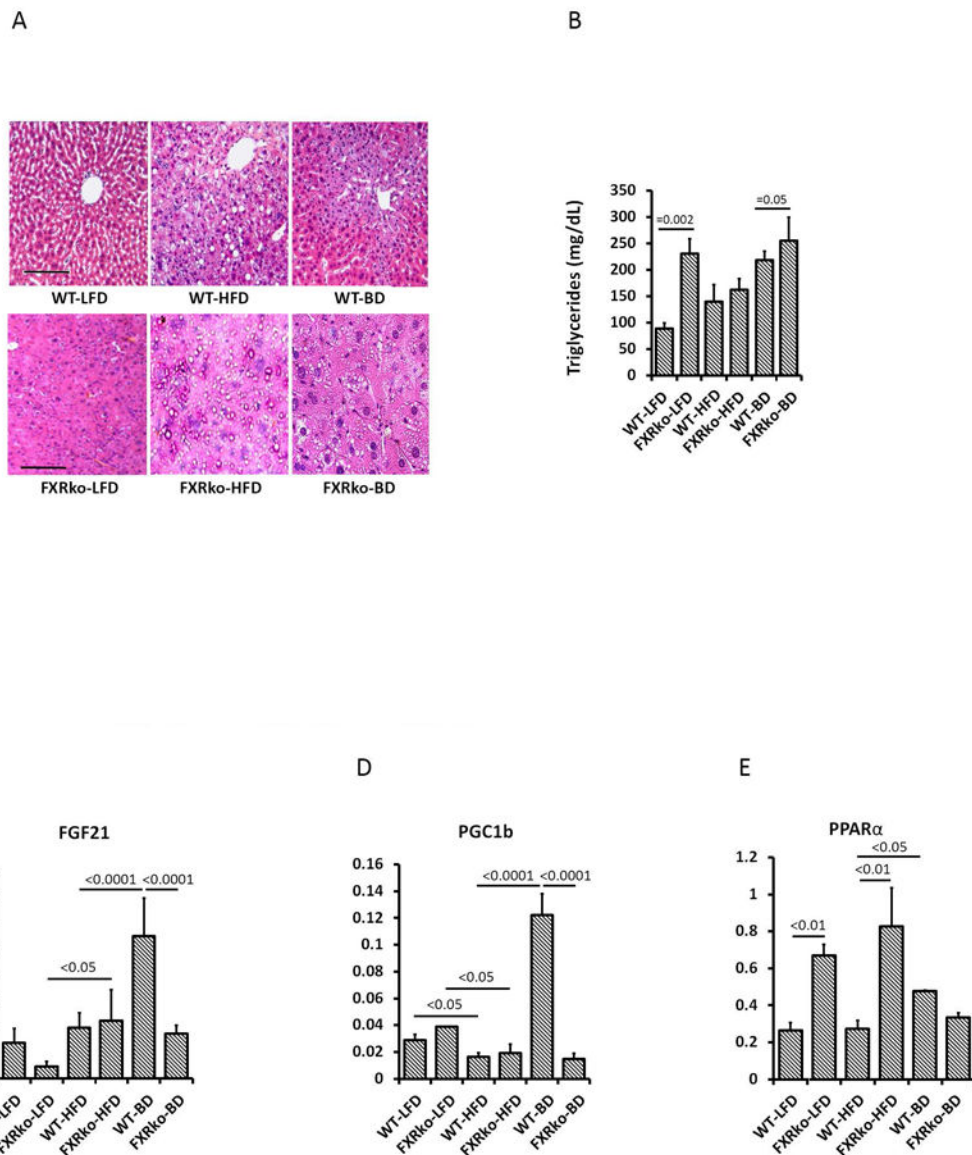 A
B
WT-LFD
WT-HFD
WT-BD
FXRko-LFD
FXRko-HFD
FXRko-BD
Triglycerides (mg/dL)
350
300
250
200
150
100
50
0
=0.002
=0.05
WT-LFD
FXRko-LFD
WT-HFD
FXRko-HFD
WT-BD
FXRko-BD
FGF21
<0.0001
<0.0001
<0.05
-LFD
FXRko-LFD
WT-HFD
FXRko-HFD
WT-BD
FXRko-BD
D
PGC1b
0.16
0.14
0.12
0.1
0.08
0.06
0.04
0.02
0
<0.0001
<0.0001
<0.05
<0.05
WT-LFD
FXRko-LFD
WT-HFD
FXRko-HFD
WT-BD
FXRko-BD
E
PPARα
1.2
1
0.8
0.6
0.4
0.2
0
<0.05
<0.01
<0.01
WT-LFD
FXRko-LFD
WT-HFD
FXRko-HFD
WT-BD
FXRko-BD